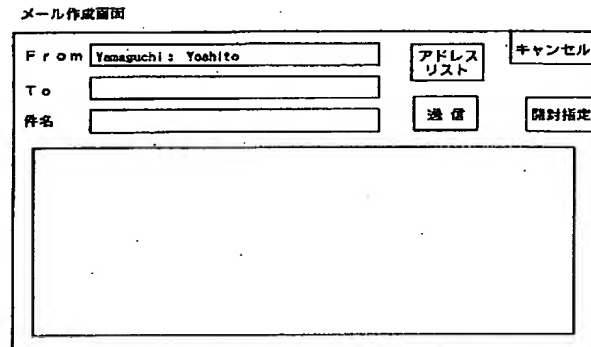 メール作成画面
From Yamaguchi: Yoshito
アドレス
リスト
キャンセル
To
件名
送信
開封指定